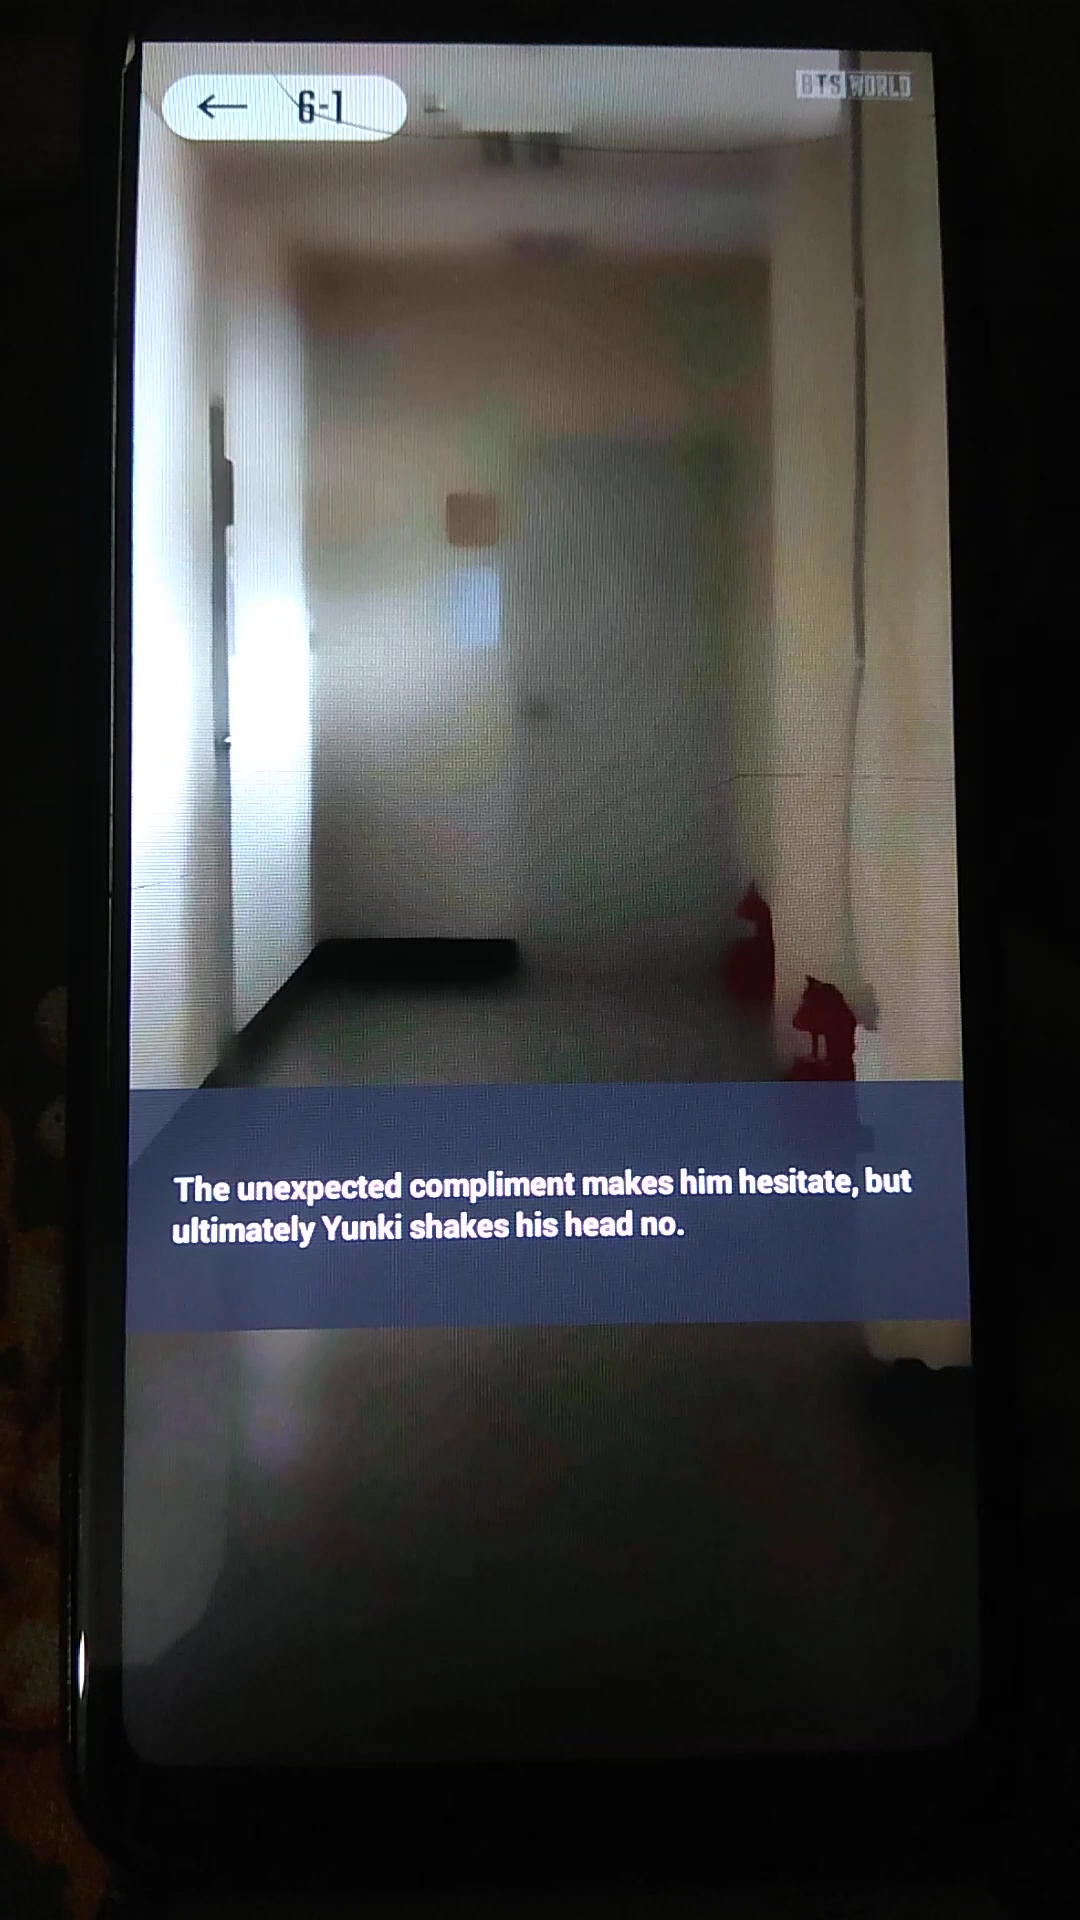 6-1
BTS WORLD
The unexpected compliment makes him hesitate, but
ultimately Yunki shakes his head no.